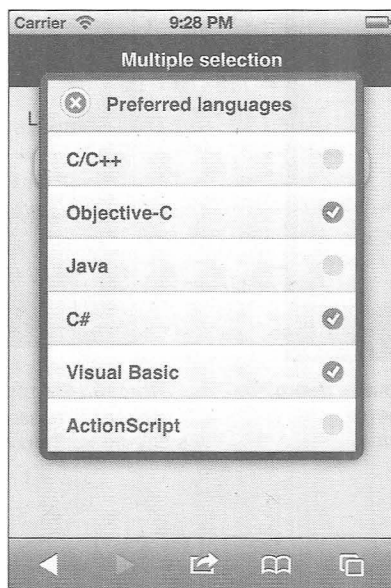 Carrier 9:28 PM
Multiple selection
L
Preferred languages
C/C++
Objective-C
Java
C#
Visual Basic
ActionScript